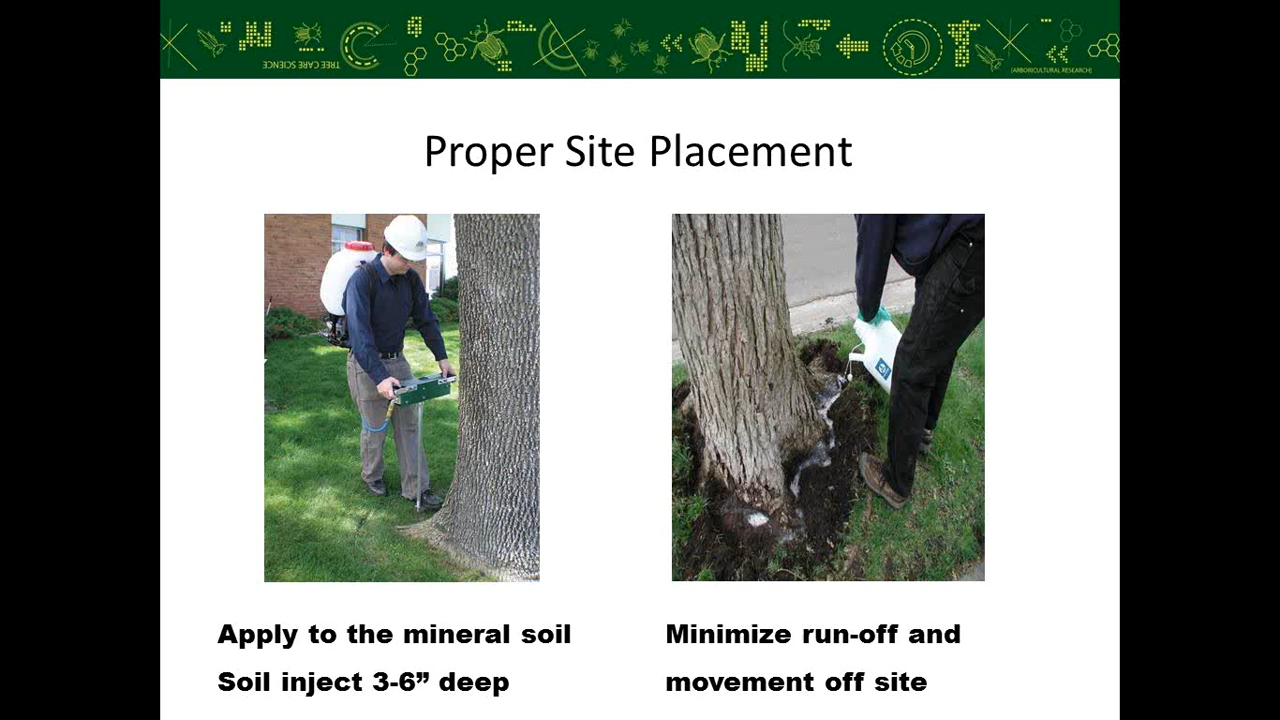 TREE CARE SCIENCE
[ARBORICULTURAL RESEARCH]
Proper Site Placement
Apply to the mineral soil
Soil inject 3-6” deep
Minimize run-off and
movement off site